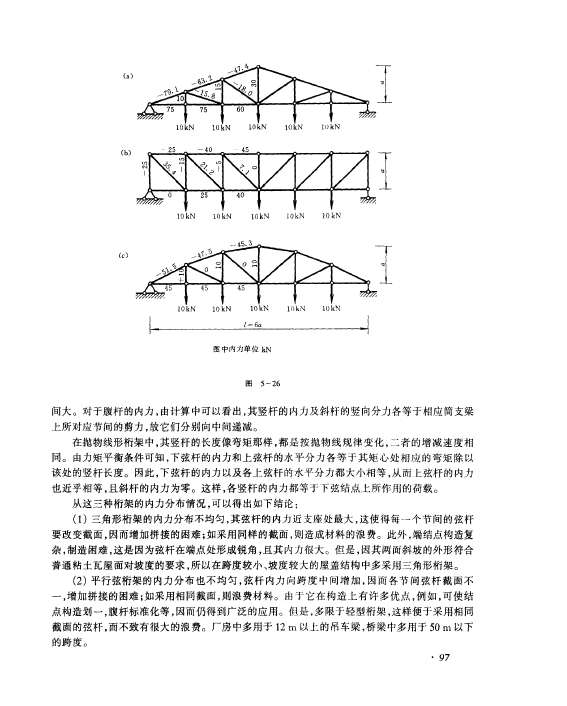 (a)
-79.1
-63.2
-47.4
10
-15.8
15
-18.0
30
75
75
60
a
10kN 10kN 10kN 10kN 10kN
(b)
-25 -40 -45
-25
35.4
-15
21.2
-5
7.1
0
0 25 40
a
10kN 10kN 10kN 10kN 10kN
(c)
-51.5
-47.5
-45.3
+10
0
10
0
10
45 45 45
a
10kN 10kN 10kN 10kN 10kN
l=6a
图中内力单位 kN
图 5-26
间大。对于腹杆的内力,由计算中可以看出,其竖杆的内力及斜杆的竖向分力各等于相应简支梁
上所对应节间的剪力,故它们分别向中间递减。
在抛物线形桁架中,其竖杆的长度像弯矩那样,都是按抛物线规律变化,二者的增减速度相
同。由力矩平衡条件可知,下弦杆的内力和上弦杆的水平分力各等于其矩心处相应的弯矩除以
该处的竖杆长度。因此,下弦杆的内力以及各上弦杆的水平分力都大小相等,从而上弦杆的内力
也近乎相等,且斜杆的内力为零。这样,各竖杆的内力都等于下弦结点上所作用的荷载。
从这三种桁架的内力分布情况,可以得出如下结论:
(1) 三角形桁架的内力分布不均匀,其弦杆的内力近支座处最大,这使得每一个节间的弦杆
要改变截面,因而增加拼接的困难;如采用同样的截面,则造成材料的浪费。此外,端结点构造复
杂,制造困难,这是因为弦杆在端点处形成锐角,且其内力很大。但是,因其两面斜坡的外形符合
普通粘土瓦屋面对坡度的要求,所以在跨度较小、坡度较大的屋盖结构中多采用三角形桁架。
(2) 平行弦桁架的内力分布也不均匀,弦杆内力向跨度中间增加,因而各节间弦杆截面不
一,增加拼接的困难;如采用相同截面,则浪费材料。由于它在构造上有许多优点,例如,可使结
点构造划一,腹杆标准化等,因而仍得到广泛的应用。但是,多限于轻型桁架,这样便于采用相同
截面的弦杆,而不致有很大的浪费。厂房中多用于 12 m 以上的吊车梁,桥梁中多用于 50 m 以下
的跨度。
· 97